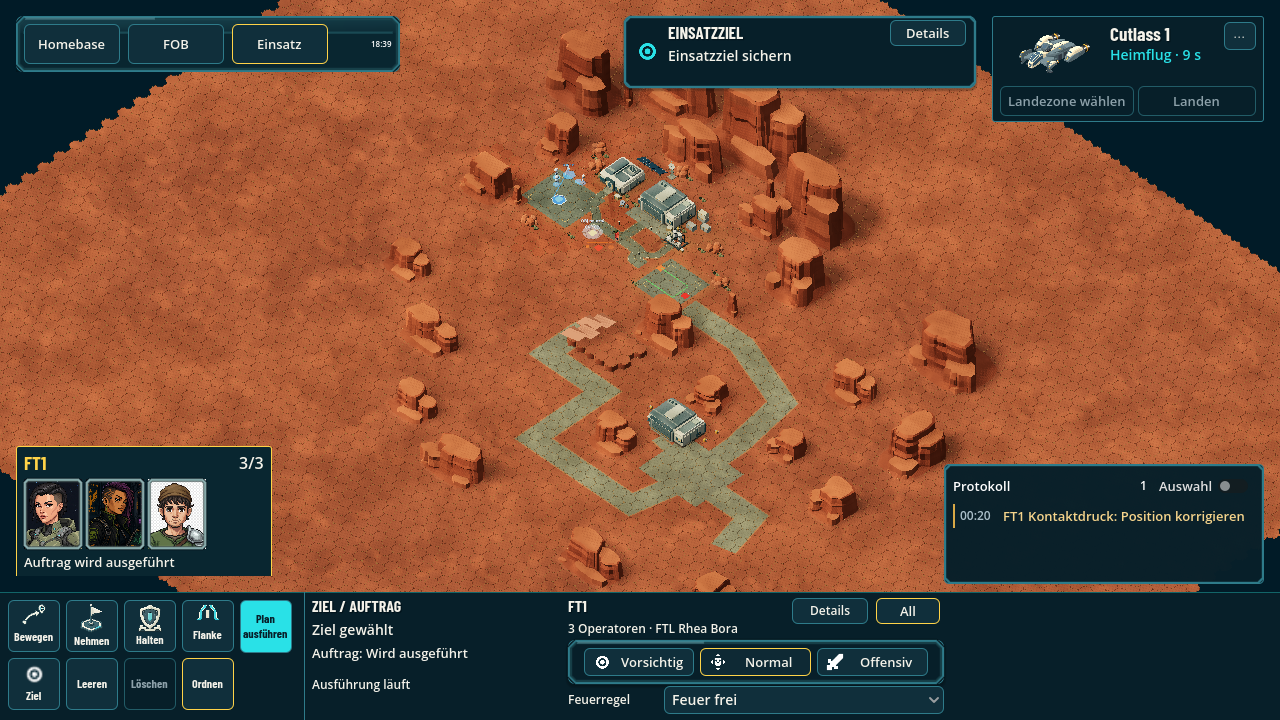 Homebase
FOB
Einsatz
18:39
EINSATZZIEL
Einsatzziel sichern
Details
Cutlass 1
Heimflug · 9 s
...
Landezone wählen
Landen
FT1
3/3
Auftrag wird ausgeführt
Protokoll
1
Auswahl
00:20
FT1 Kontaktdruck: Position korrigieren
Bewegen
Nehmen
Halten
Flanke
Plan
ausführen
Ziel
Leeren
Löschen
Ordnen
ZIEL / AUFTRAG
Ziel gewählt
Auftrag: Wird ausgeführt
Ausführung läuft
FT1
Details
All
3 Operatoren · FTL Rhea Bora
Vorsichtig
Normal
Offensiv
Feuerregel
Feuer frei